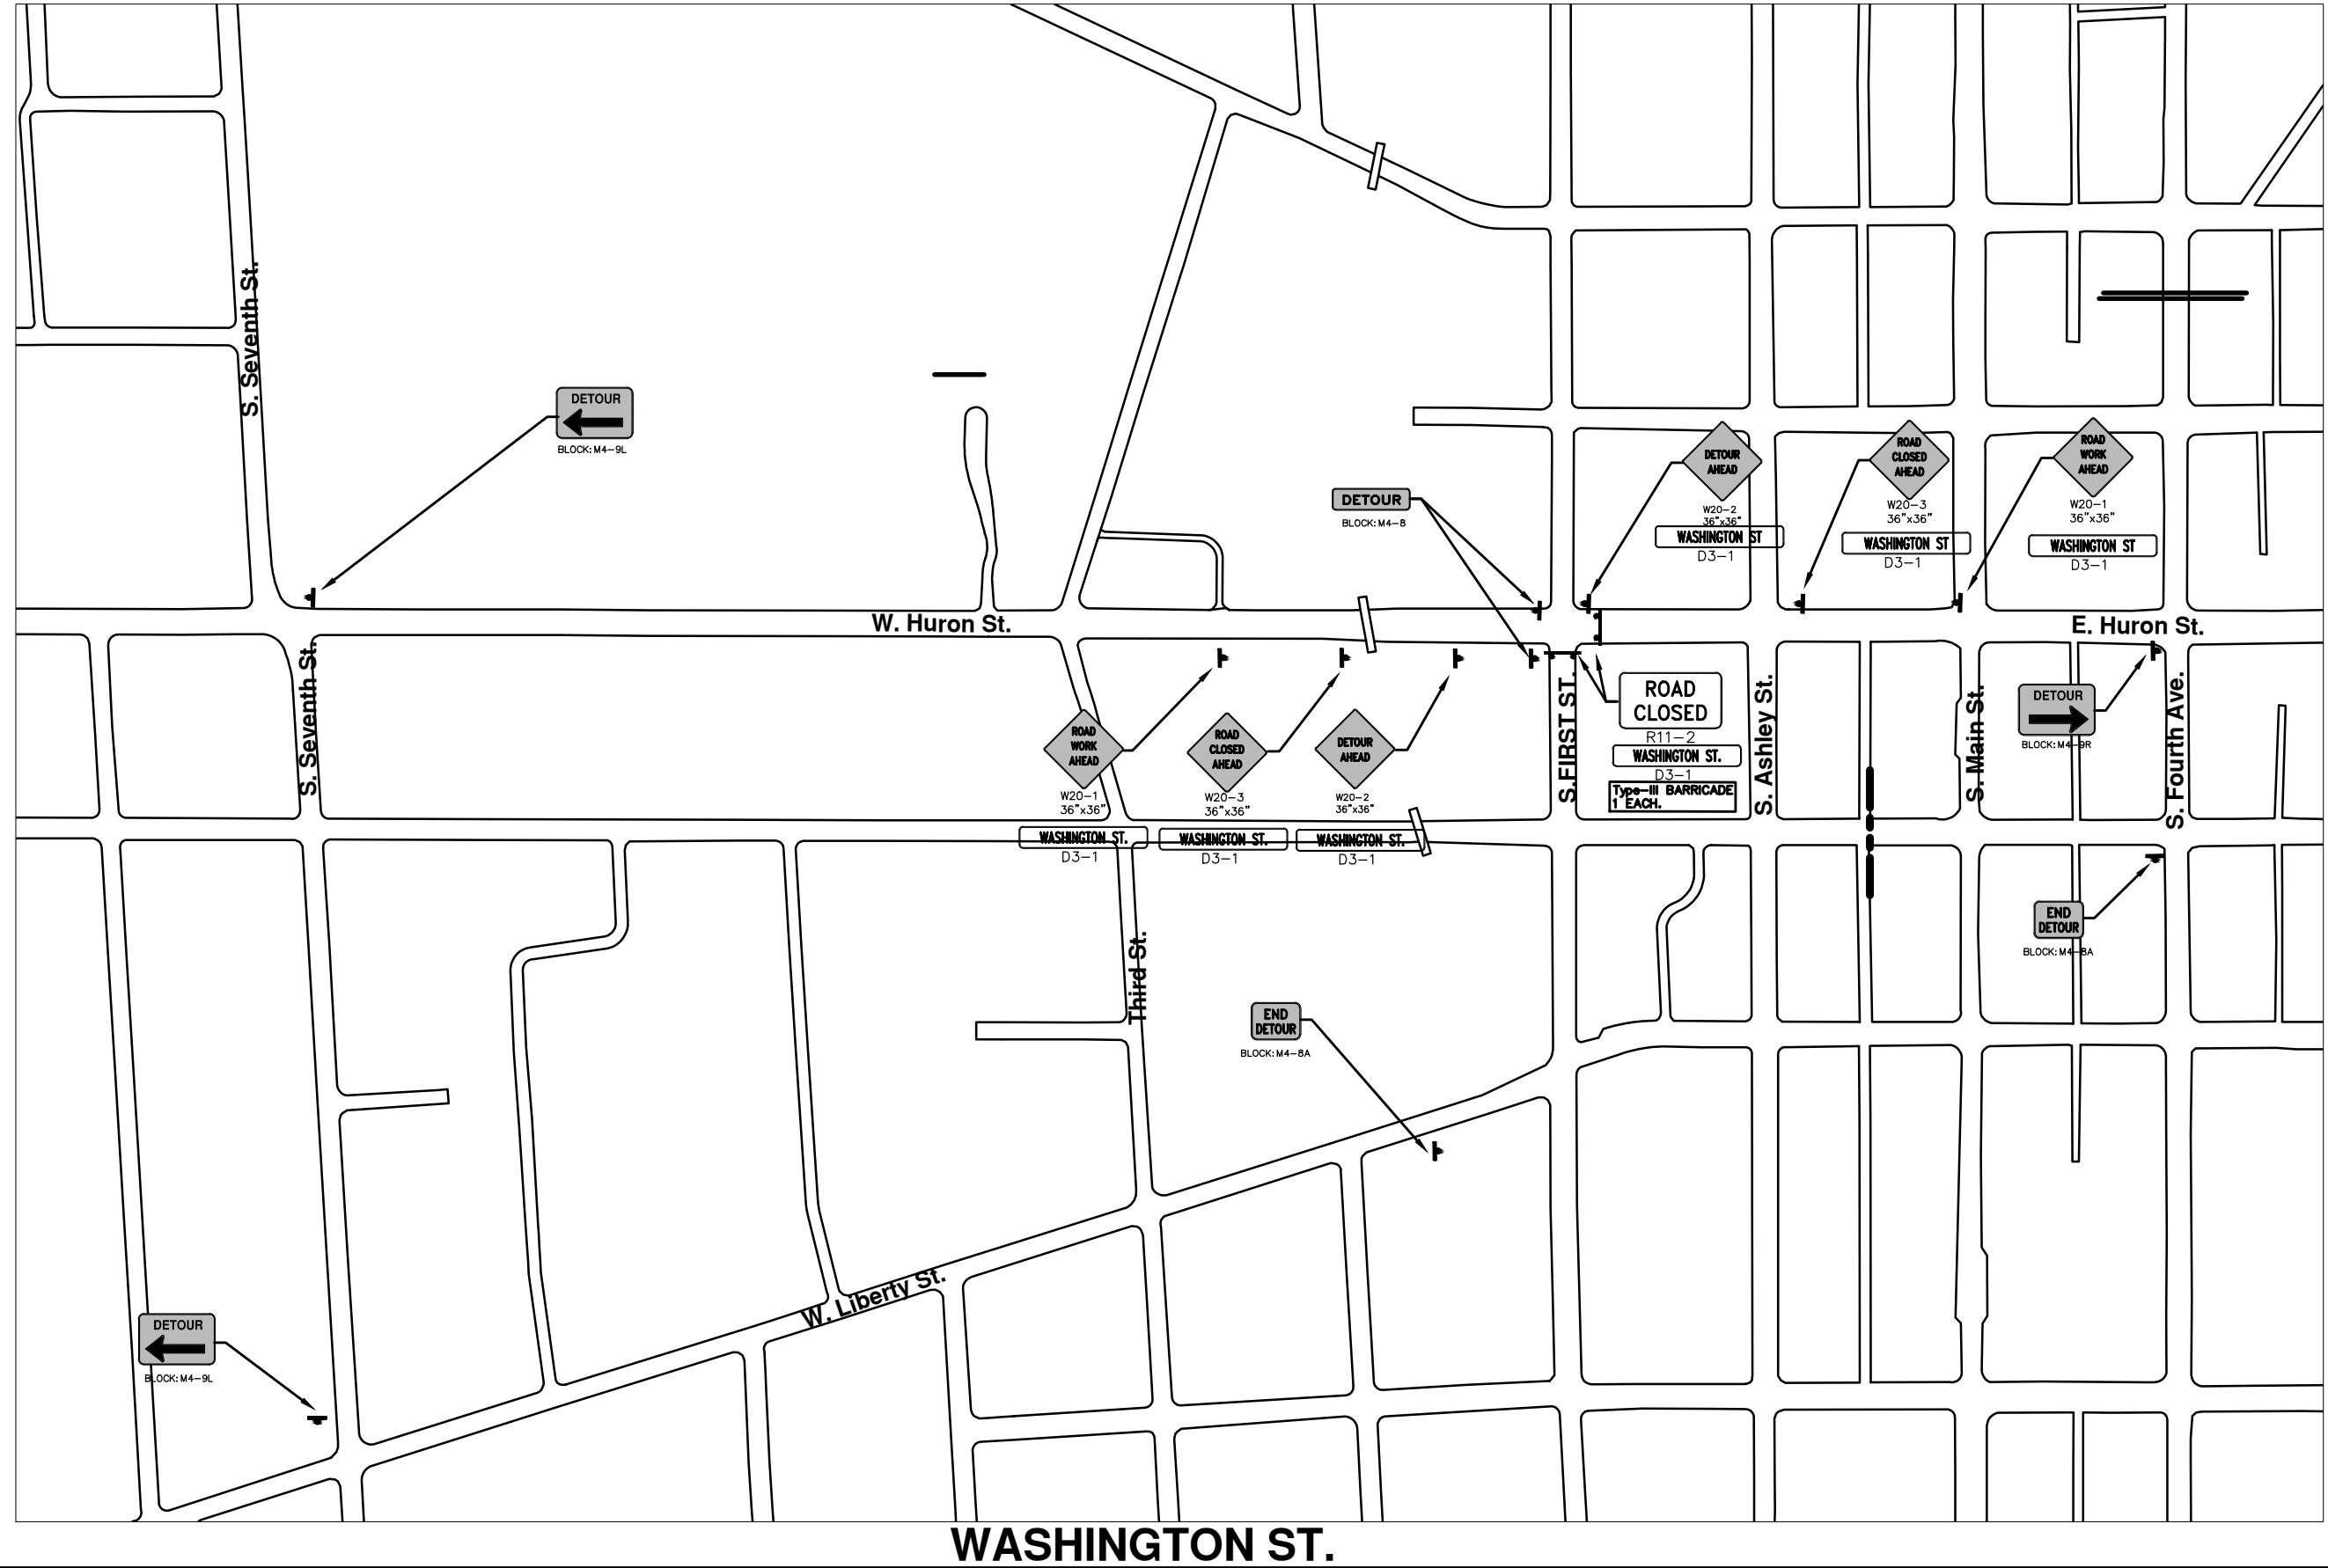 S. Seventh St.
DETOUR
BLOCK: M4-9L
DETOUR
BLOCK: M4-8
DETOUR
AHEAD
W20-2
36"x36"
WASHINGTON ST
D3-1
ROAD
CLOSED
AHEAD
W20-3
36"x36"
WASHINGTON ST
D3-1
ROAD
WORK
AHEAD
W20-1
36"x36"
WASHINGTON ST
D3-1
W. Huron St.
E. Huron St.
S. Seventh St.
ROAD
WORK
AHEAD
W20-1
36"x36"
WASHINGTON ST.
D3-1
ROAD
CLOSED
AHEAD
W20-3
36"x36"
WASHINGTON ST.
D3-1
DETOUR
AHEAD
W20-2
36"x36"
WASHINGTON ST.
D3-1
S.FIRST ST.
ROAD
CLOSED
R11-2
WASHINGTON ST.
D3-1
Type-III BARRICADE
1 EACH.
S. Ashley St.
S. Main St.
DETOUR
BLOCK: M4-9R
S. Fourth Ave.
END
DETOUR
BLOCK: M4-8A
Third St.
END
DETOUR
BLOCK: M4-8A
W. Liberty St.
DETOUR
BLOCK: M4-9L
WASHINGTON ST.